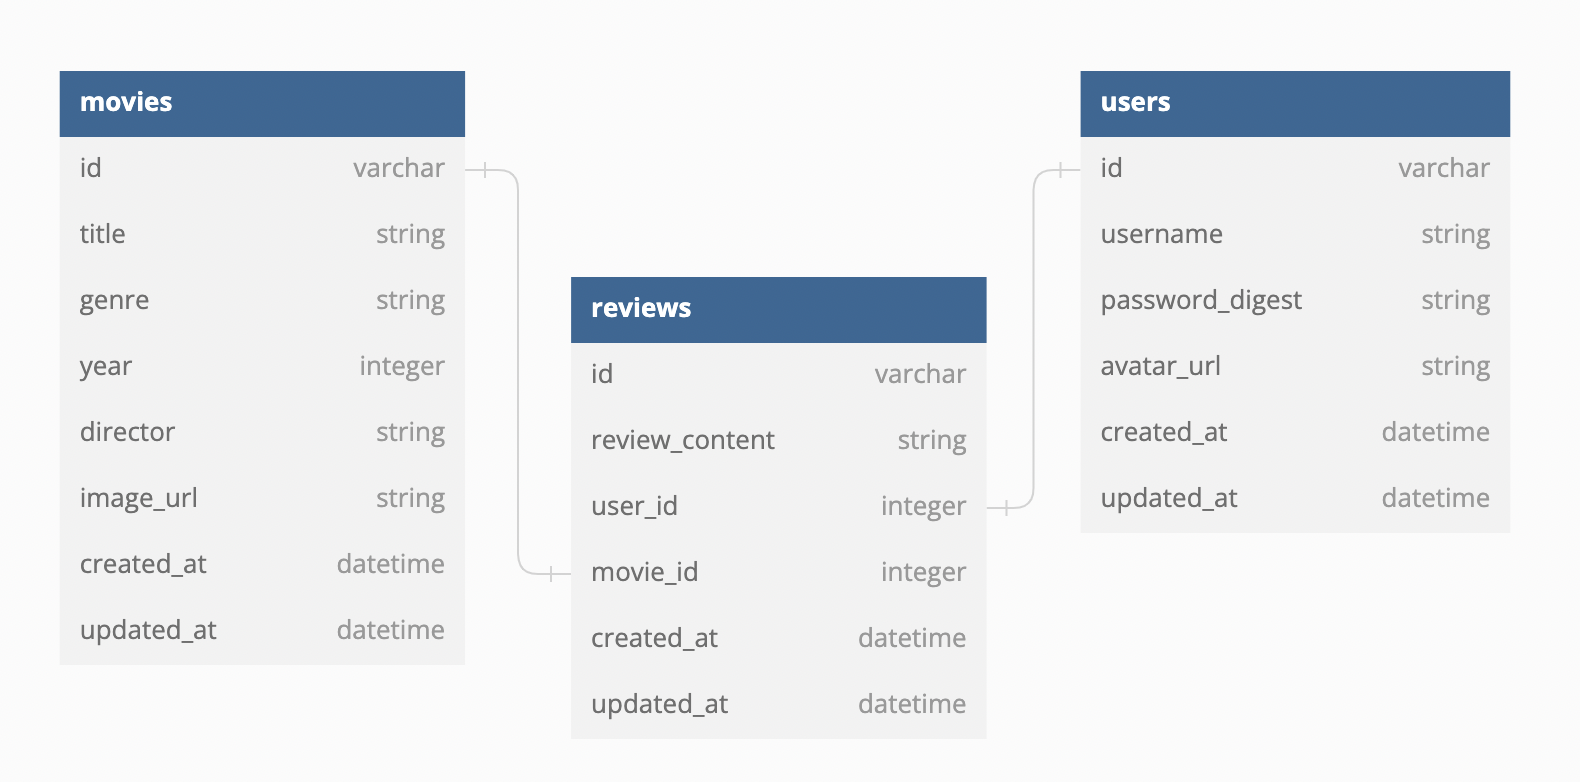 movies
id varchar
title string
genre string
year integer
director string
image_url string
created_at datetime
updated_at datetime
reviews
id varchar
review_content string
user_id integer
movie_id integer
created_at datetime
updated_at datetime
users
id varchar
username string
password_digest string
avatar_url string
created_at datetime
updated_at datetime